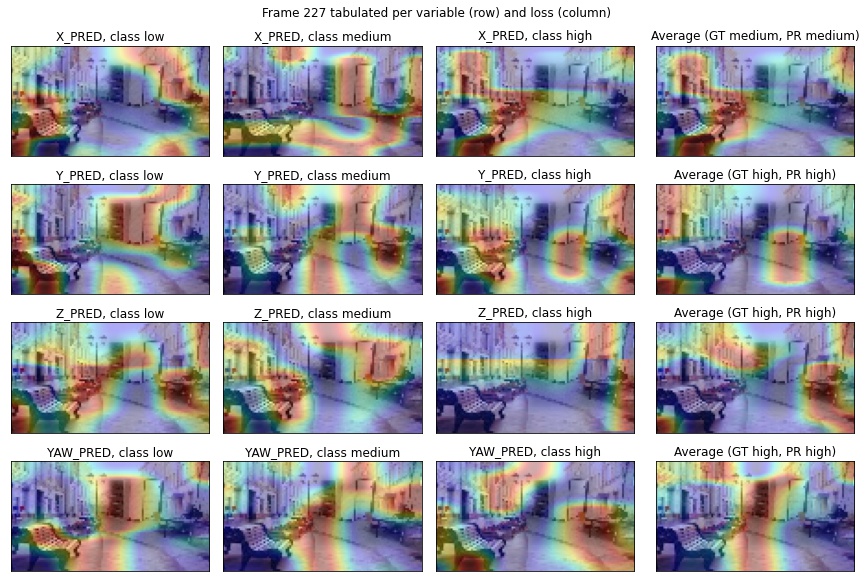 Frame 227 tabulated per variable (row) and loss (column)
X_PRED, class low
X_PRED, class medium
X_PRED, class high
Average (GT medium, PR medium)
Y_PRED, class low
Y_PRED, class medium
Y_PRED, class high
Average (GT high, PR high)
Z_PRED, class low
Z_PRED, class medium
Z_PRED, class high
Average (GT high, PR high)
YAW_PRED, class low
YAW_PRED, class medium
YAW_PRED, class high
Average (GT high, PR high)